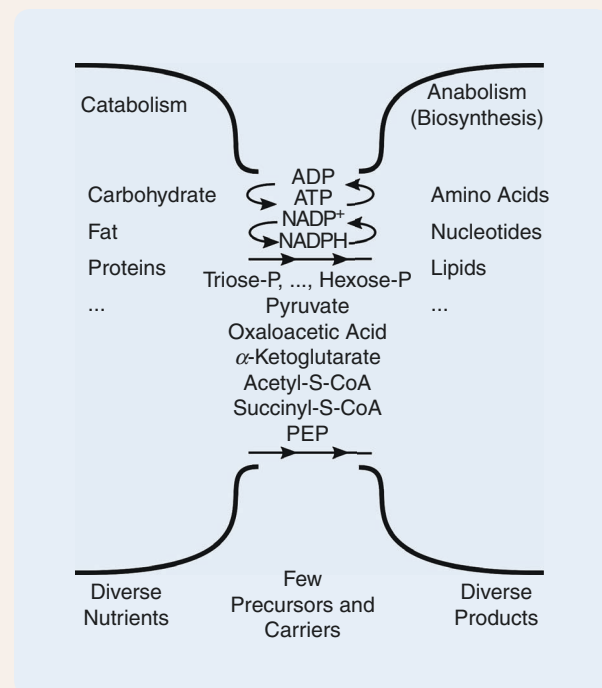 Catabolism
Anabolism
(Biosynthesis)
Carbohydrate
Fat
Proteins
...
ADP
ATP
NADP⁺
NADPH
Triose-P, ..., Hexose-P
Pyruvate
Oxaloacetic Acid
α-Ketoglutarate
Acetyl-S-CoA
Succinyl-S-CoA
PEP
Amino Acids
Nucleotides
Lipids
...
Diverse
Nutrients
Few
Precursors and
Carriers
Diverse
Products